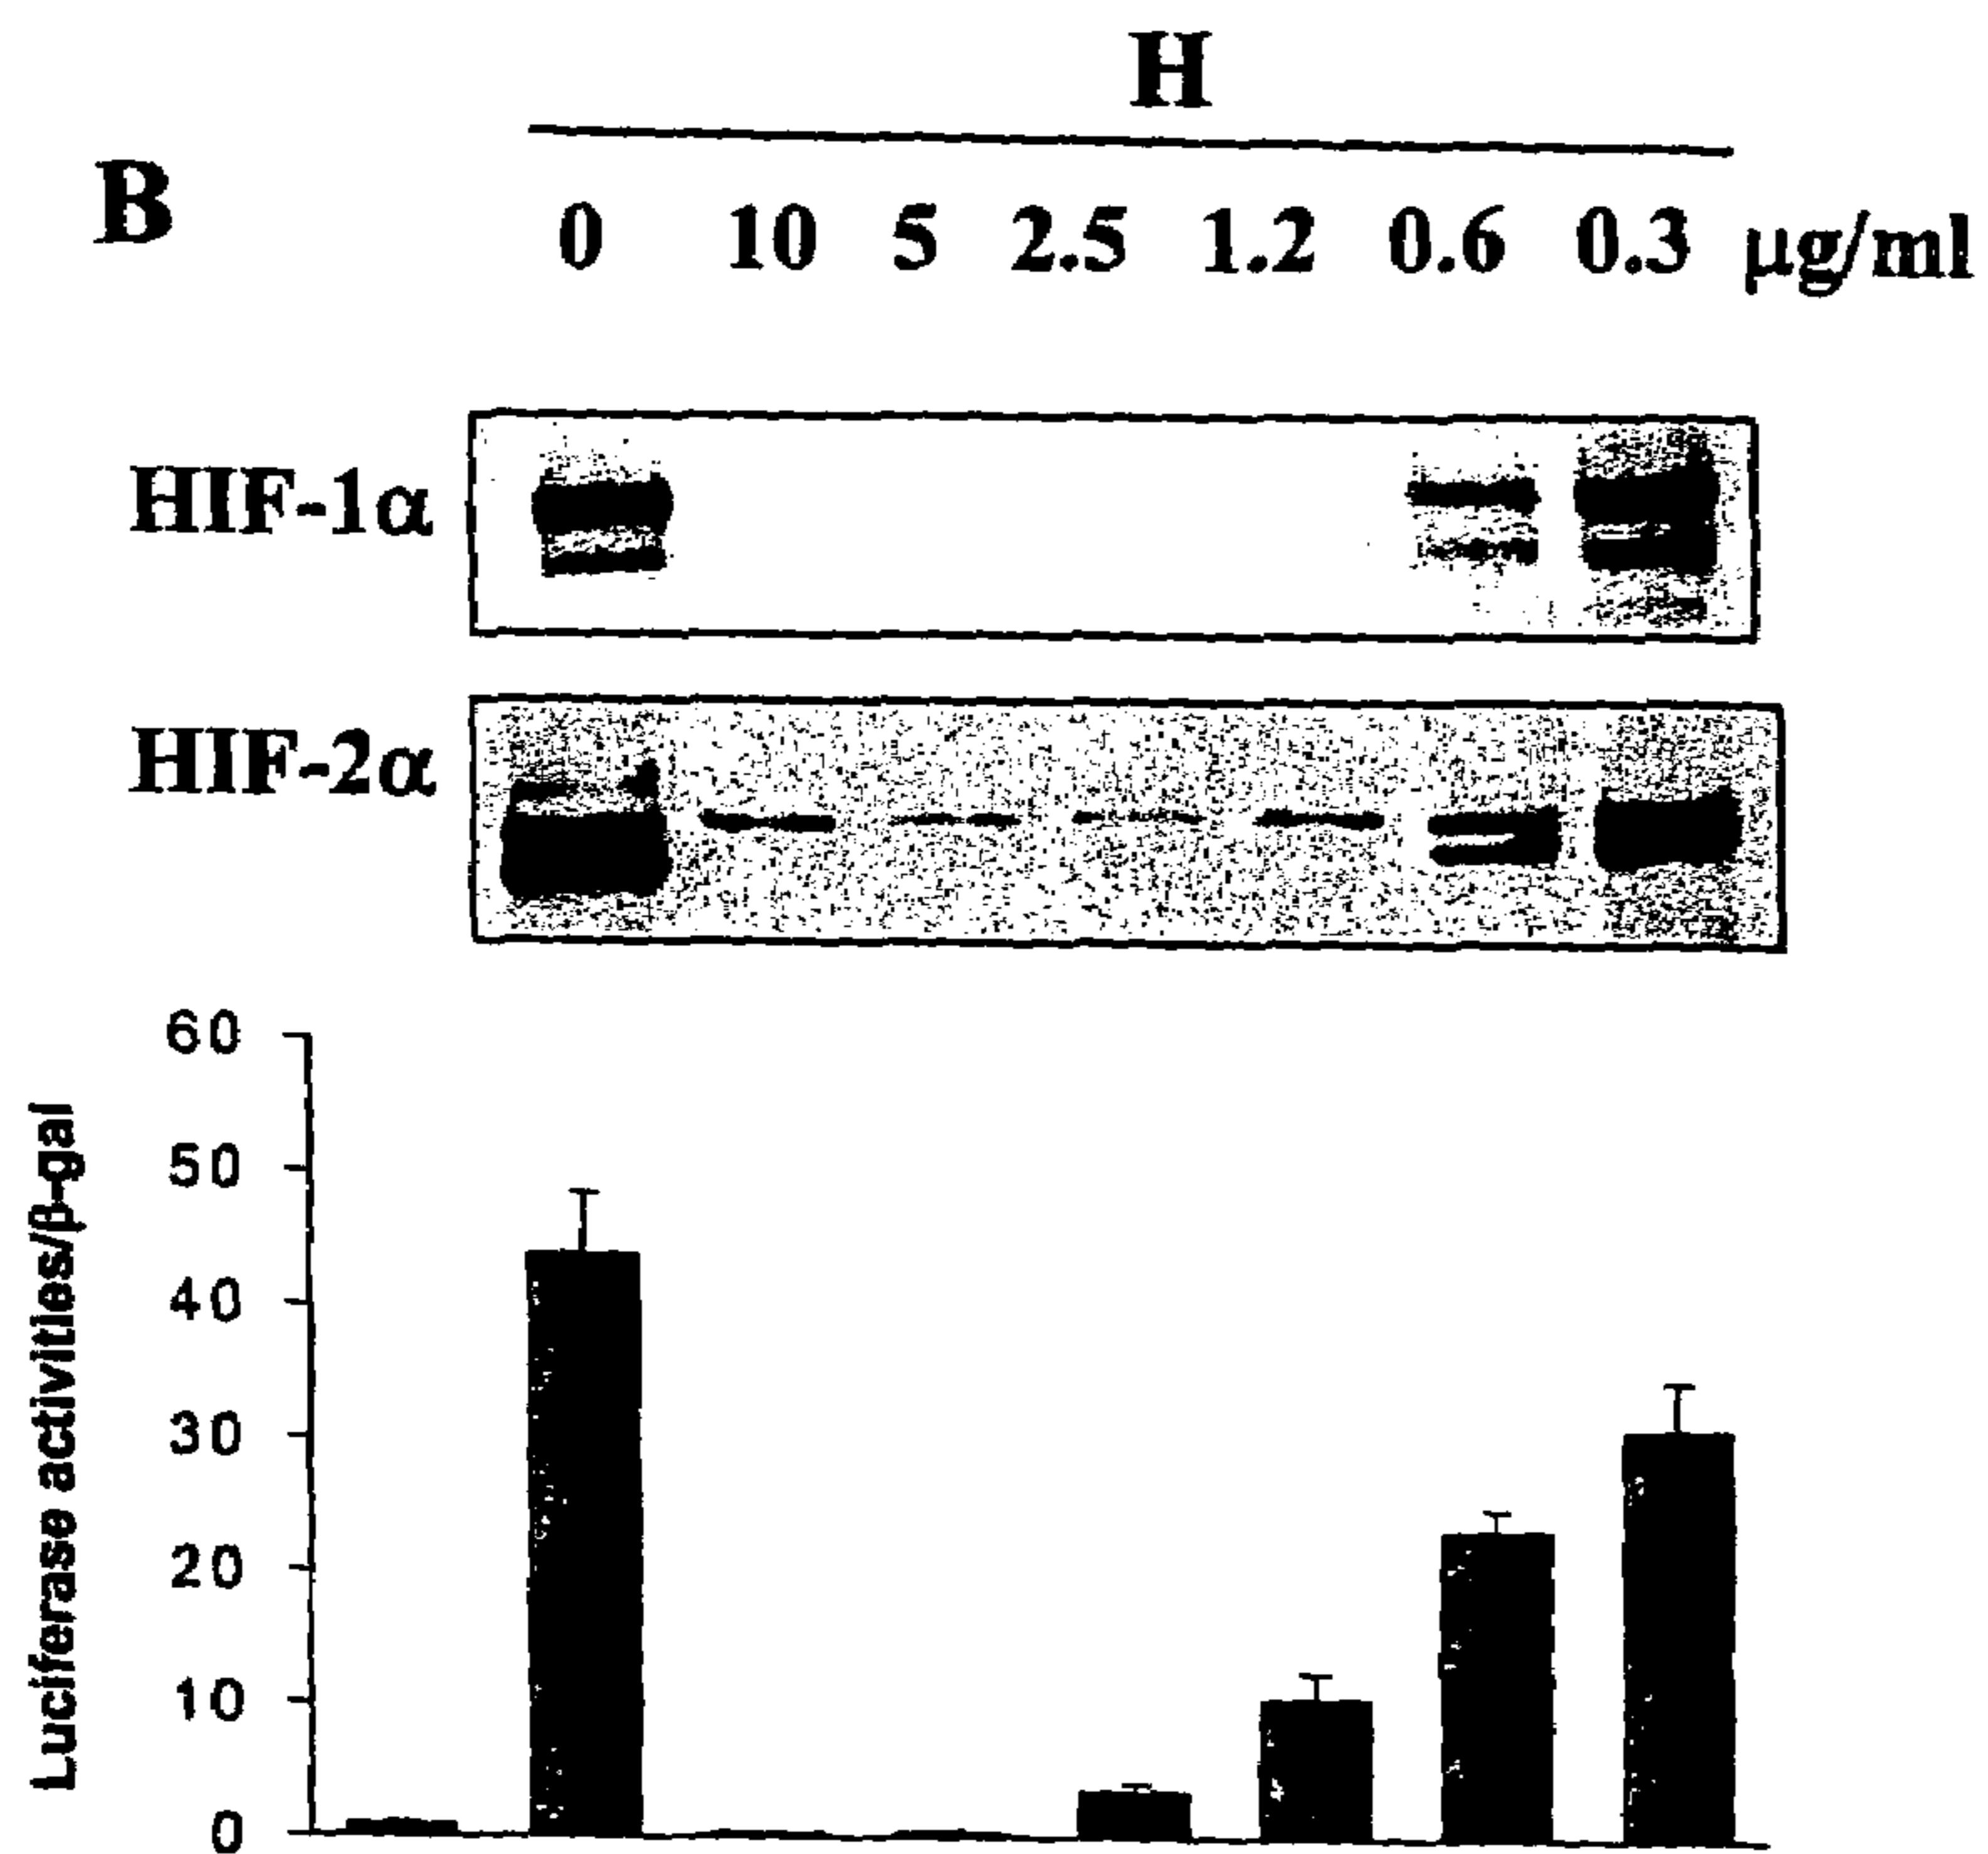 H
B
0 10 5 2.5 1.2 0.6 0.3 μg/ml
HIF-1α
HIF-2α
Luciferase activities/β-gal
60
50
40
30
20
10
0